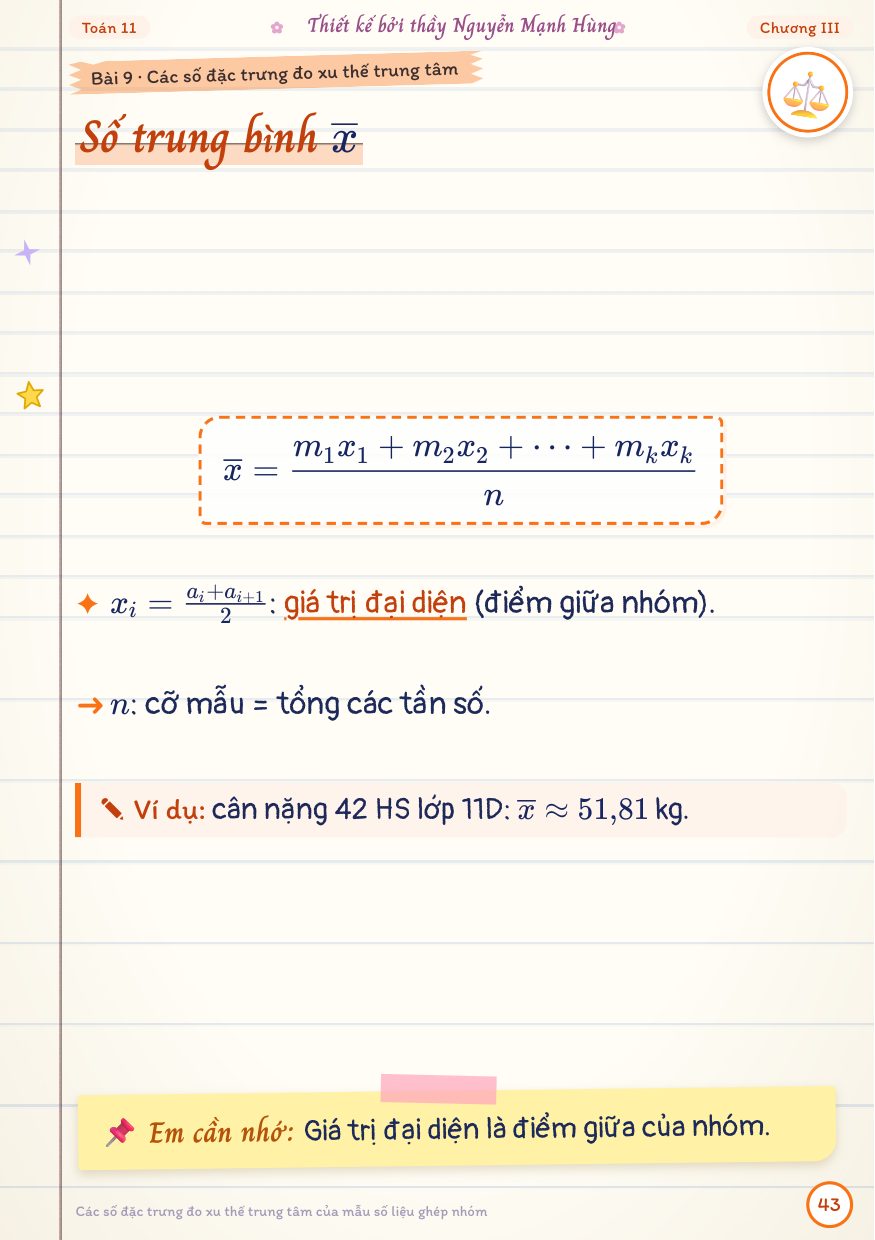 Toán 11
Thiết kế bởi thầy Nguyễn Mạnh Hùng
Chương III
Bài 9 · Các số đặc trưng đo xu thế trung tâm
Số trung bình x̅
x̅ = (m₁x₁ + m₂x₂ + ⋯ + mₖxₖ) / n
xᵢ = (aᵢ+aᵢ₊₁)/2: giá trị đại diện (điểm giữa nhóm).
→ n: cỡ mẫu = tổng các tần số.
Ví dụ: cân nặng 42 HS lớp 11D: x̅ ≈ 51,81 kg.
Em cần nhớ: Giá trị đại diện là điểm giữa của nhóm.
Các số đặc trưng đo xu thế trung tâm của mẫu số liệu ghép nhóm
43